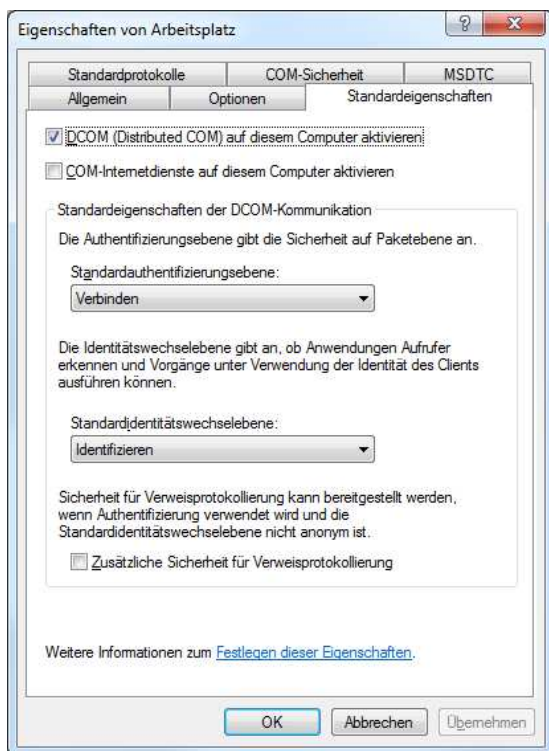 Eigenschaften von Arbeitsplatz
Standardprotokolle COM-Sicherheit MSDTC
Allgemein Optionen Standardeigenschaften
DCOM (Distributed COM) auf diesem Computer aktivieren
COM-Internetdienste auf diesem Computer aktivieren
Standardeigenschaften der DCOM-Kommunikation
Die Authentifizierungsebene gibt die Sicherheit auf Paketebene an.
Standardauthentifizierungsebene:
Verbinden
Die Identitätswechselebene gibt an, ob Anwendungen Aufrufer
erkennen und Vorgänge unter Verwendung der Identität des Clients
ausführen können.
Standardidentitätswechselebene:
Identifizieren
Sicherheit für Verweisprotokollierung kann bereitgestellt werden,
wenn Authentifizierung verwendet wird und die
Standardidentitätswechselebene nicht anonym ist.
Zusätzliche Sicherheit für Verweisprotokollierung
Weitere Informationen zum Festlegen dieser Eigenschaften.
OK Abbrechen Übernehmen